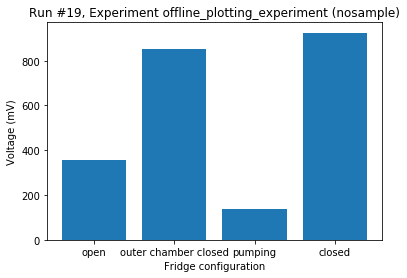 Run #19, Experiment offline_plotting_experiment (nosample)
800
600
400
200
0
Voltage (mV)
open outer chamber closed pumping closed
Fridge configuration